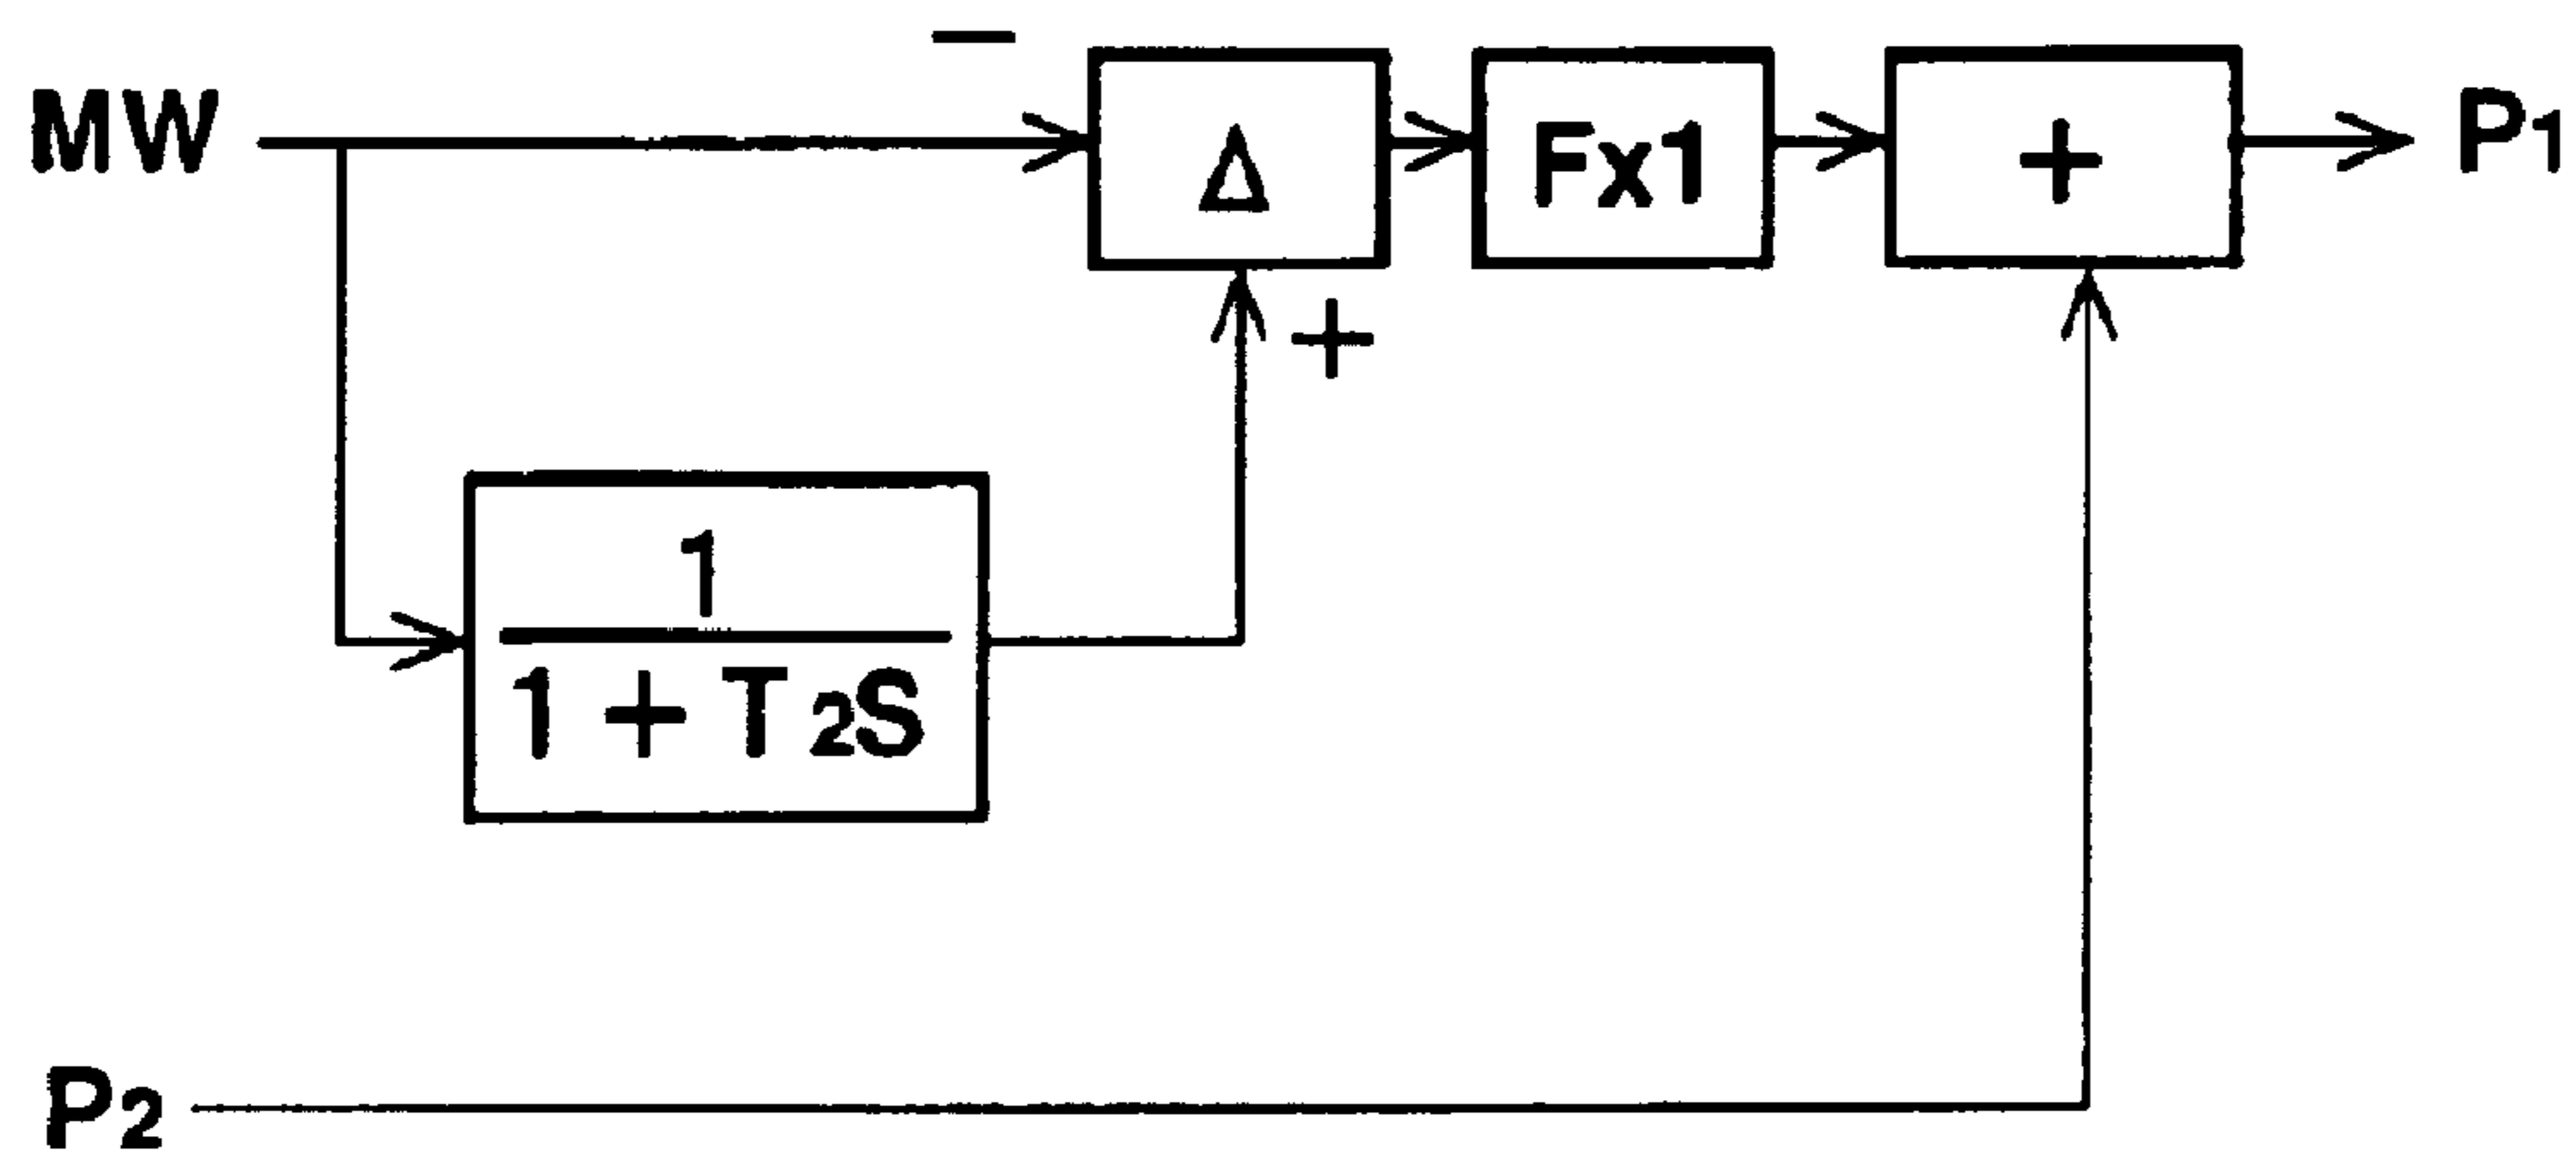 −
MW Δ Fx1 + P1
+
1
1 + T2S
P2